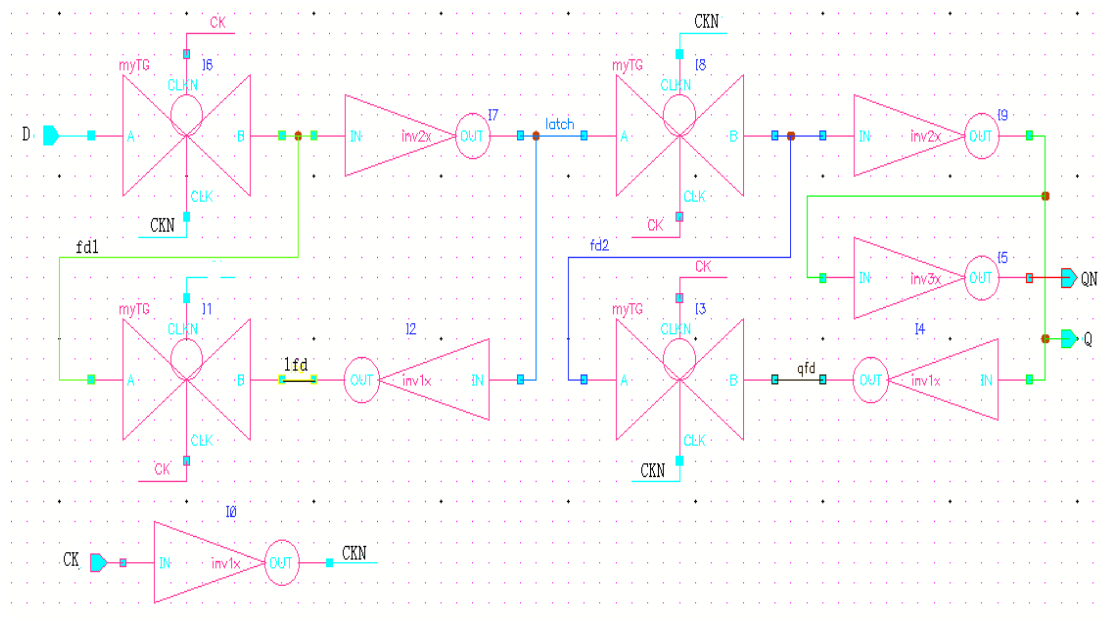 CK
CKN
myTG
I6
myTG
I8
CLKN
CLKN
I7
I9
D
A
B
IN
inv2x
OUT
latch
A
B
IN
inv2x
OUT
CLK
CLK
CKN
CK
fd1
fd2
I5
CK
IN
inv3x
OUT
QN
myTG
I1
I2
myTG
I3
I4
CLKN
CLKN
Q
A
B
lfd
OUT
inv1x
IN
A
B
qfd
OUT
inv1x
IN
CLK
CLK
CK
CKN
I0
CK
IN
inv1x
OUT
CKN